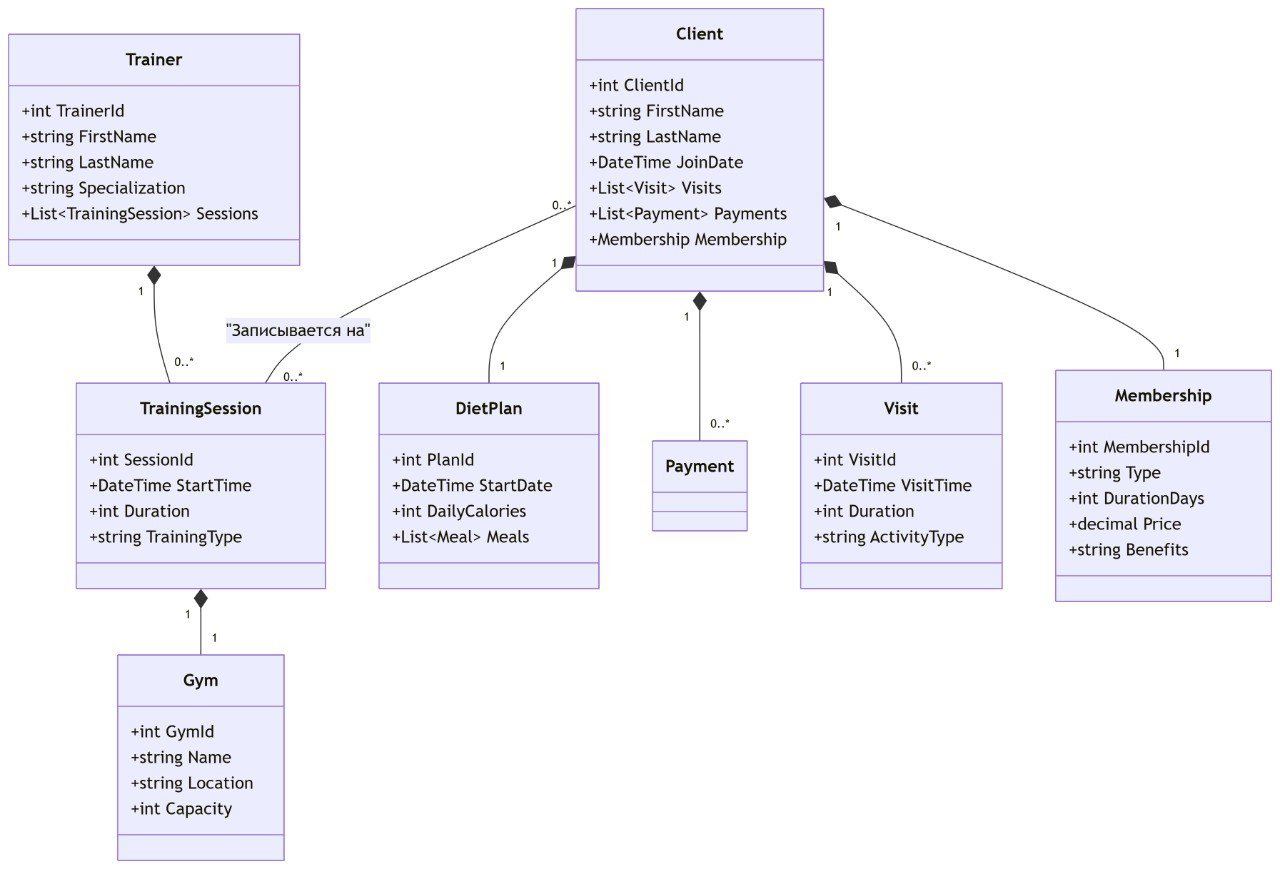 Trainer
+int TrainerId
+string FirstName
+string LastName
+string Specialization
+List<TrainingSession> Sessions
Client
+int ClientId
+string FirstName
+string LastName
+DateTime JoinDate
+List<Visit> Visits
+List<Payment> Payments
+Membership Membership
0..*
1
1
1
1
1
"Записывается на"
0..*
0..*
1
0..*
0..*
1
TrainingSession
+int SessionId
+DateTime StartTime
+int Duration
+string TrainingType
DietPlan
+int PlanId
+DateTime StartDate
+int DailyCalories
+List<Meal> Meals
Payment
Visit
+int VisitId
+DateTime VisitTime
+int Duration
+string ActivityType
Membership
+int MembershipId
+string Type
+int DurationDays
+decimal Price
+string Benefits
1
1
Gym
+int GymId
+string Name
+string Location
+int Capacity